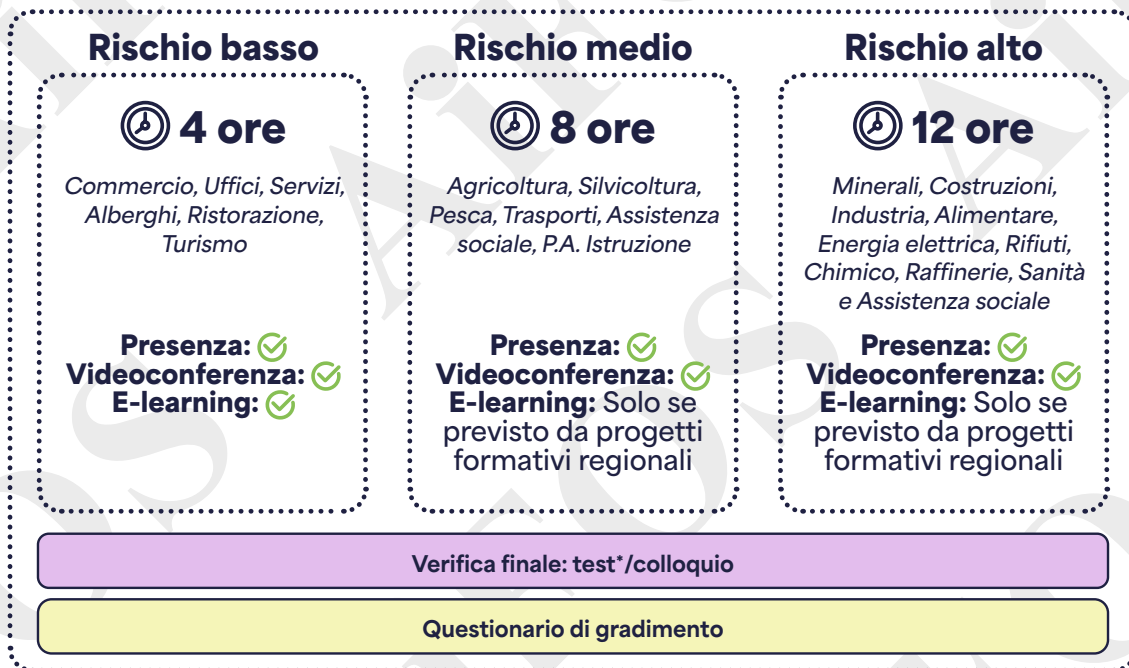 Rischio basso
4 ore
Commercio, Uffici, Servizi,
Alberghi, Ristorazione,
Turismo
Presenza:
Videoconferenza:
E-learning:
Rischio medio
8 ore
Agricoltura, Silvicoltura,
Pesca, Trasporti, Assistenza
sociale, P.A. Istruzione
Presenza:
Videoconferenza:
E-learning: Solo se
previsto da progetti
formativi regionali
Rischio alto
12 ore
Minerali, Costruzioni,
Industria, Alimentare,
Energia elettrica, Rifiuti,
Chimico, Raffinerie, Sanità
e Assistenza sociale
Presenza:
Videoconferenza:
E-learning: Solo se
previsto da progetti
formativi regionali
Verifica finale: test*/colloquio
Questionario di gradimento